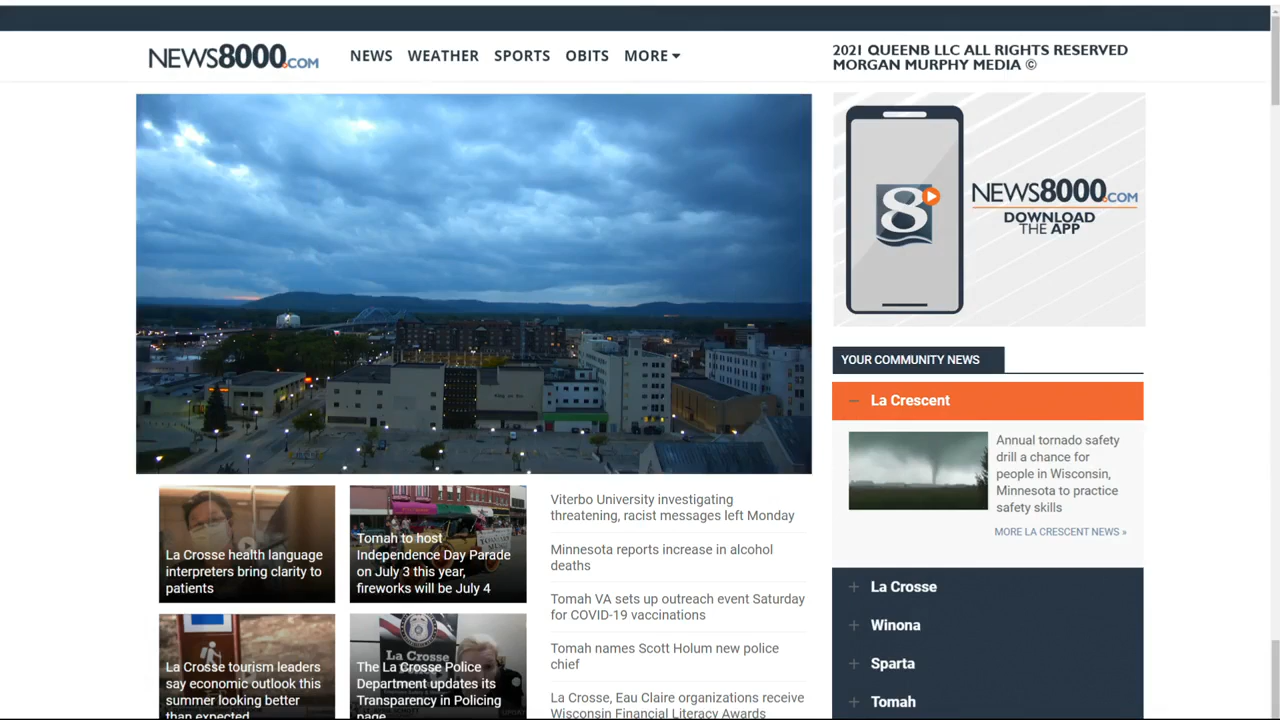 NEWS8000.COM
NEWS
WEATHER
SPORTS
OBITS
MORE
2021 QUEENB LLC ALL RIGHTS RESERVED
MORGAN MURPHY MEDIA ©
8
NEWS8000.COM
DOWNLOAD
THE APP
YOUR COMMUNITY NEWS
La Crescent
Annual tornado safety
drill a chance for
people in Wisconsin,
Minnesota to practice
safety skills
MORE LA CRESCENT NEWS »
La Crosse
Winona
Sparta
Tomah
La Crosse health language
interpreters bring clarity to
patients
Tomah to host
Independence Day Parade
on July 3 this year,
fireworks will be July 4
La Crosse tourism leaders
say economic outlook this
summer looking better
than expected
La Crosse
The La Crosse Police
Department updates its
Transparency in Policing
page
Viterbo University investigating
threatening, racist messages left Monday
Minnesota reports increase in alcohol
deaths
Tomah VA sets up outreach event Saturday
for COVID-19 vaccinations
Tomah names Scott Holum new police
chief
La Crosse, Eau Claire organizations receive
Wisconsin Financial Literacy Awards